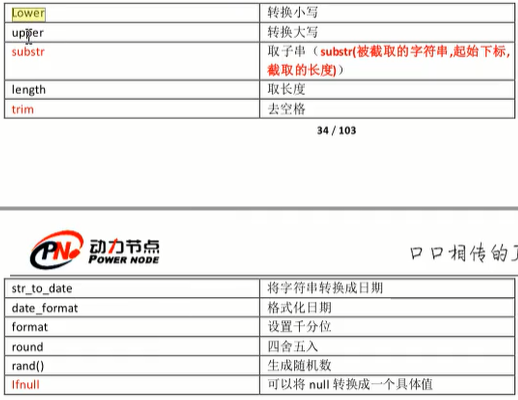 Lower 转换小写
upper 转换大写
substr 取子串（substr(被截取的字符串,起始下标,
截取的长度)）
length 取长度
trim 去空格
34 / 103
PN 动力节点
POWER NODE
口口相传的
str_to_date 将字符串转换成日期
date_format 格式化日期
format 设置千分位
round 四舍五入
rand() 生成随机数
Ifnull 可以将 null 转换成一个具体值